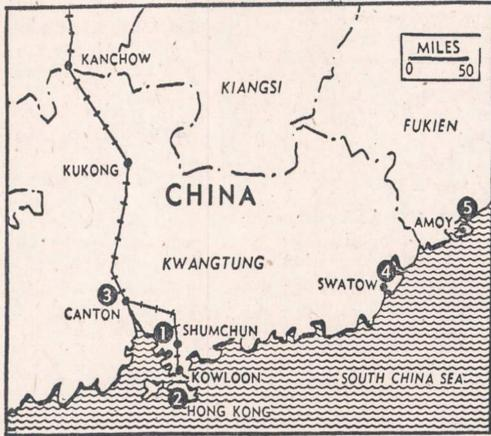 KANCHOW
MILES
0 50
KIANGSI
FUKIEN
KUKONG
CHINA
5
AMOY
KWANGTUNG
4
3
SWATOW
CANTON
1
SHUMCHUN
KOWLOON
SOUTH CHINA SEA
2
HONG KONG